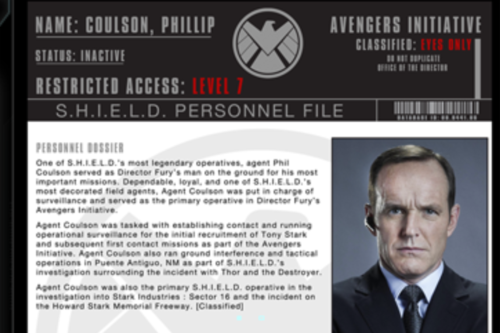 NAME: COULSON, PHILLIP
STATUS: INACTIVE
RESTRICTED ACCESS: LEVEL 7
AVENGERS INITIATIVE
CLASSIFIED: EYES ONLY
DO NOT DUPLICATE
OFFICE OF THE DIRECTOR
S.H.I.E.L.D. PERSONNEL FILE
PERSONNEL DOSSIER
One of S.H.I.E.L.D.'s most legendary operatives, agent Phil
Coulson served as Director Fury's man on the ground for his most
important missions. Dependable, loyal, and one of S.H.I.E.L.D.'s
most decorated field agents, Agent Coulson was put in charge of
surveillance and served as the primary operative in Director Fury's
Avengers Initiative.
Agent Coulson was tasked with establishing contact and running
operational surveillance for the initial recruitment of Tony Stark
and subsequent first contact missions as part of the Avengers
Initiative. Agent Coulson also ran ground interference and tactical
operations in Puente Antiguo, NM as part of S.H.I.E.L.D.'s
investigation surrounding the incident with Thor and the Destroyer.
Agent Coulson was also the primary S.H.I.E.L.D. operative in the
investigation into Stark Industries : Sector 16 and the incident on
the Howard Stark Memorial Freeway. [Classified]